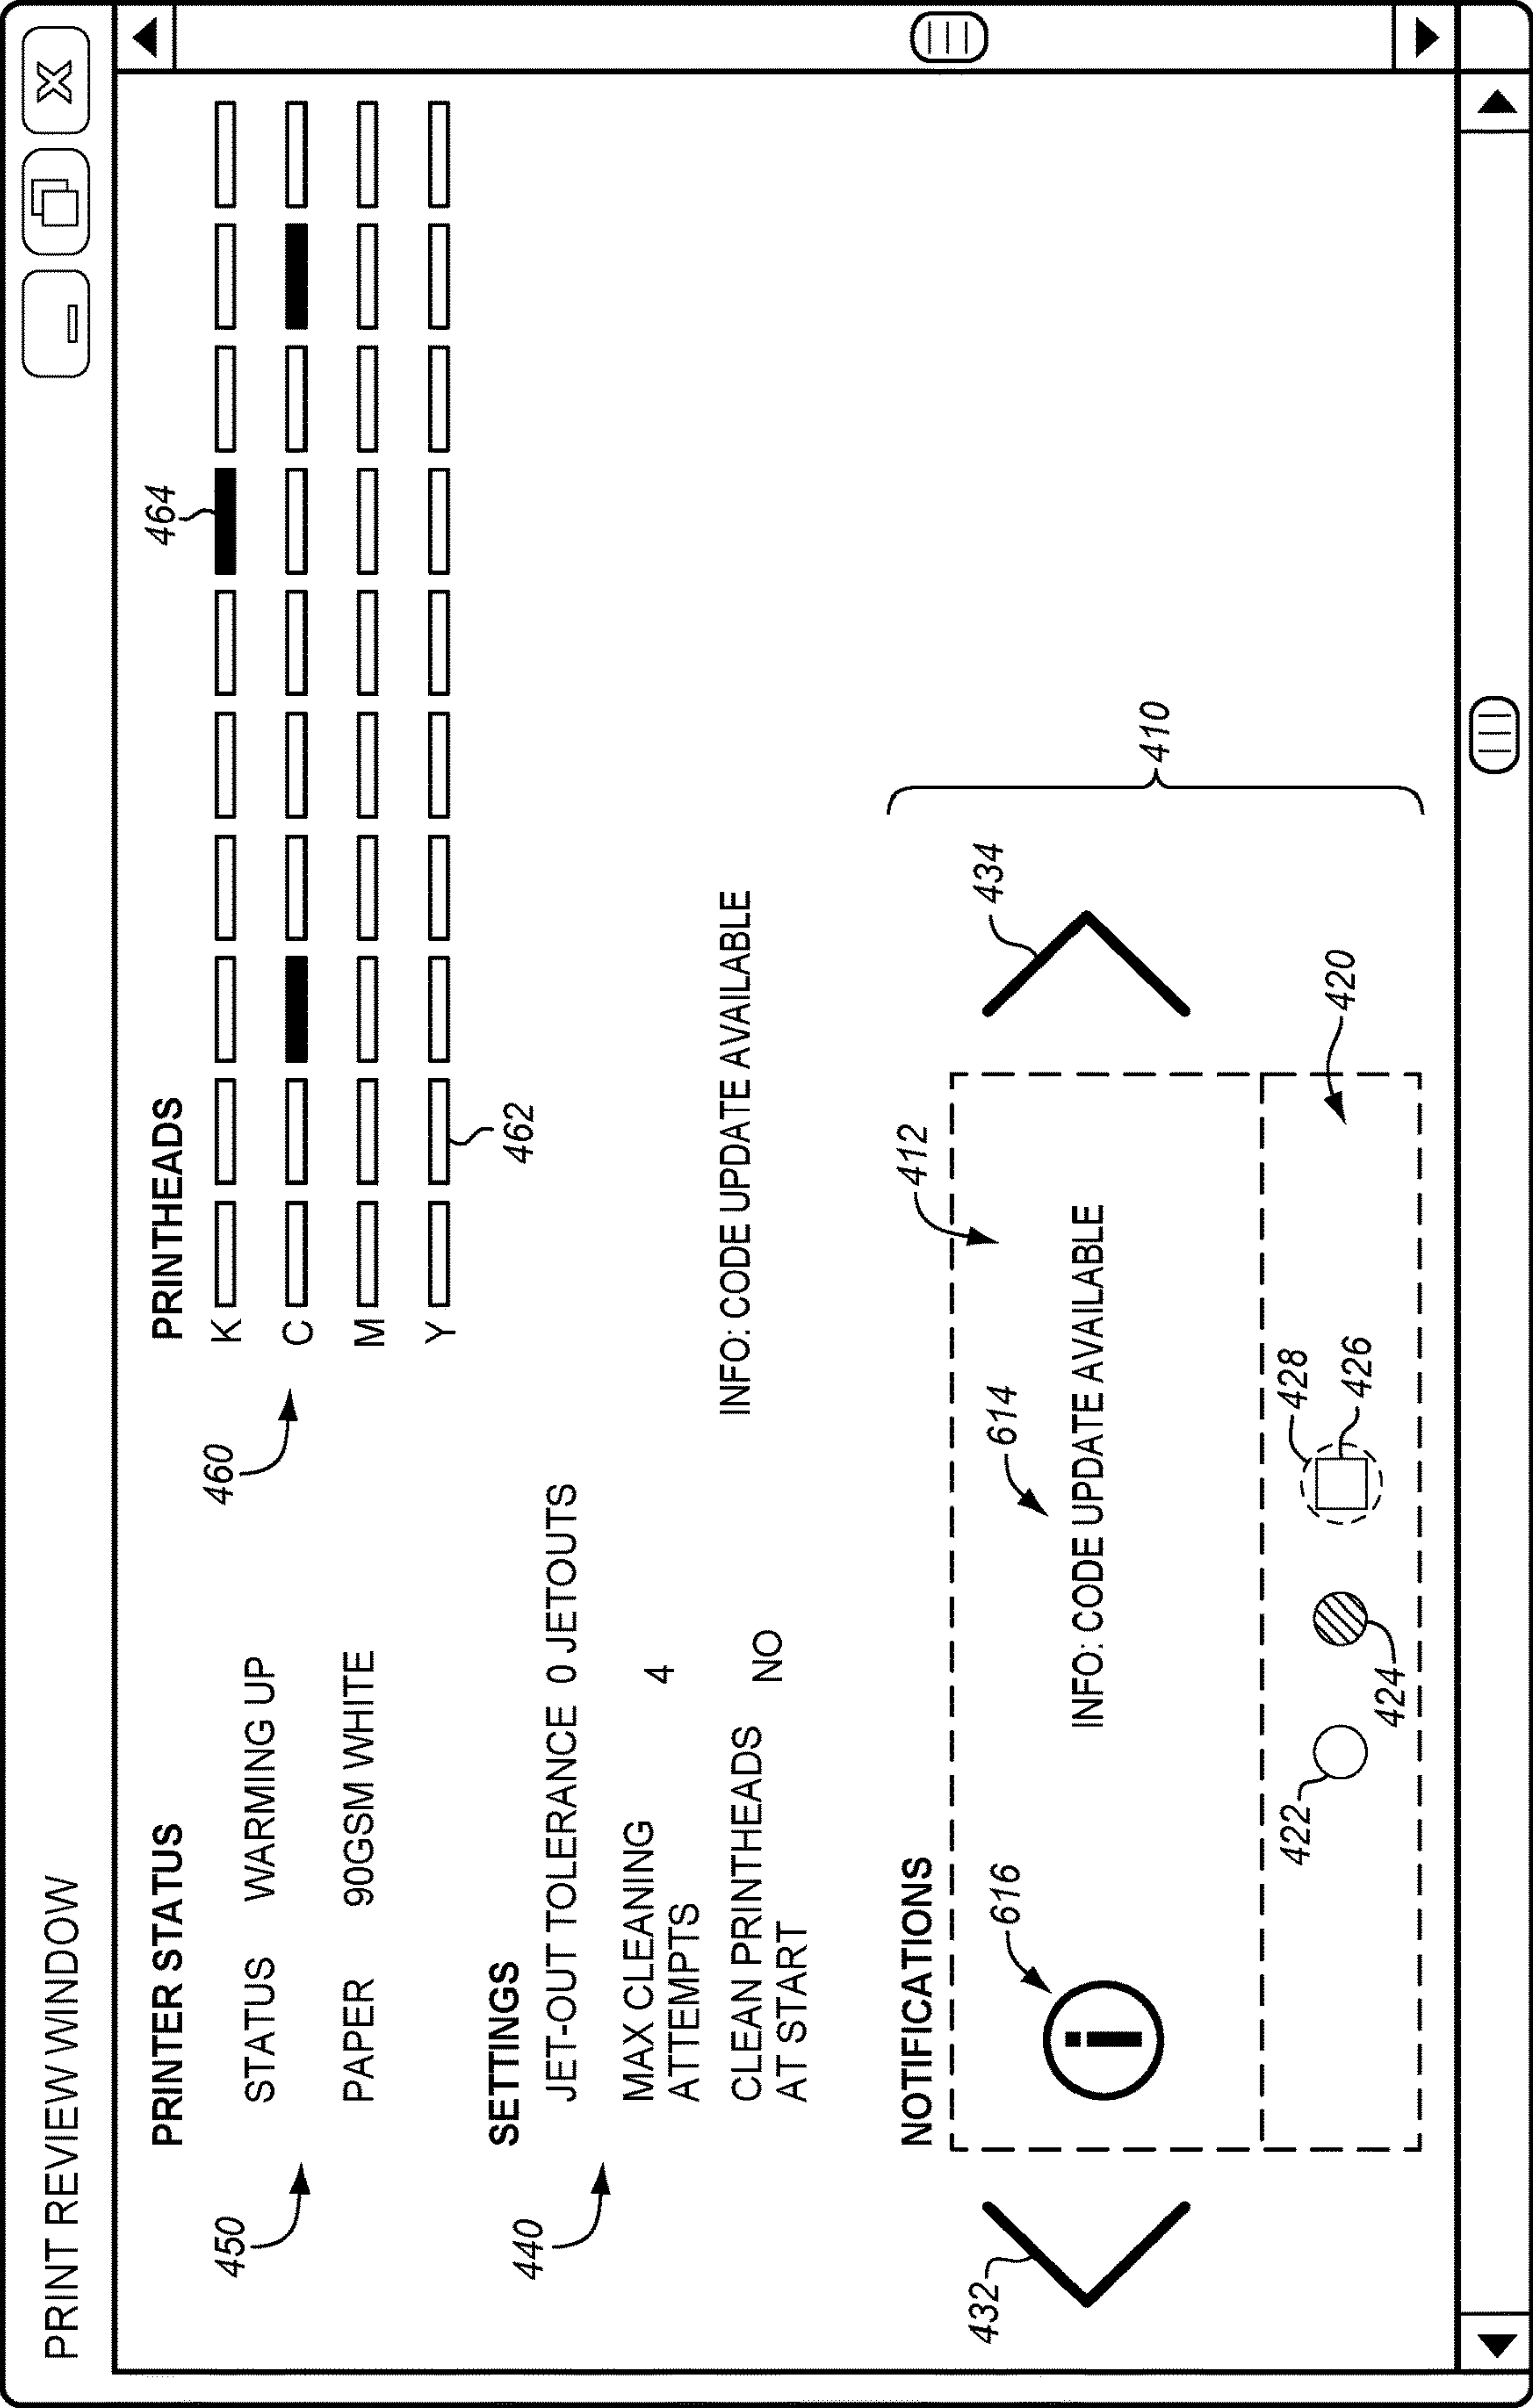 PRINT REVIEW WINDOW
X
PRINTER STATUS
450
STATUS WARMING UP
PAPER 90GSM WHITE
PRINTHEADS
460
464
K
C
M
Y
462
SETTINGS
440
JET-OUT TOLERANCE 0 JETOUTS
MAX CLEANING 4
ATTEMPTS
CLEAN PRINTHEADS NO
AT START
INFO: CODE UPDATE AVAILABLE
NOTIFICATIONS
432
616
i
614
412
434
410
INFO: CODE UPDATE AVAILABLE
422
424
428
426
420